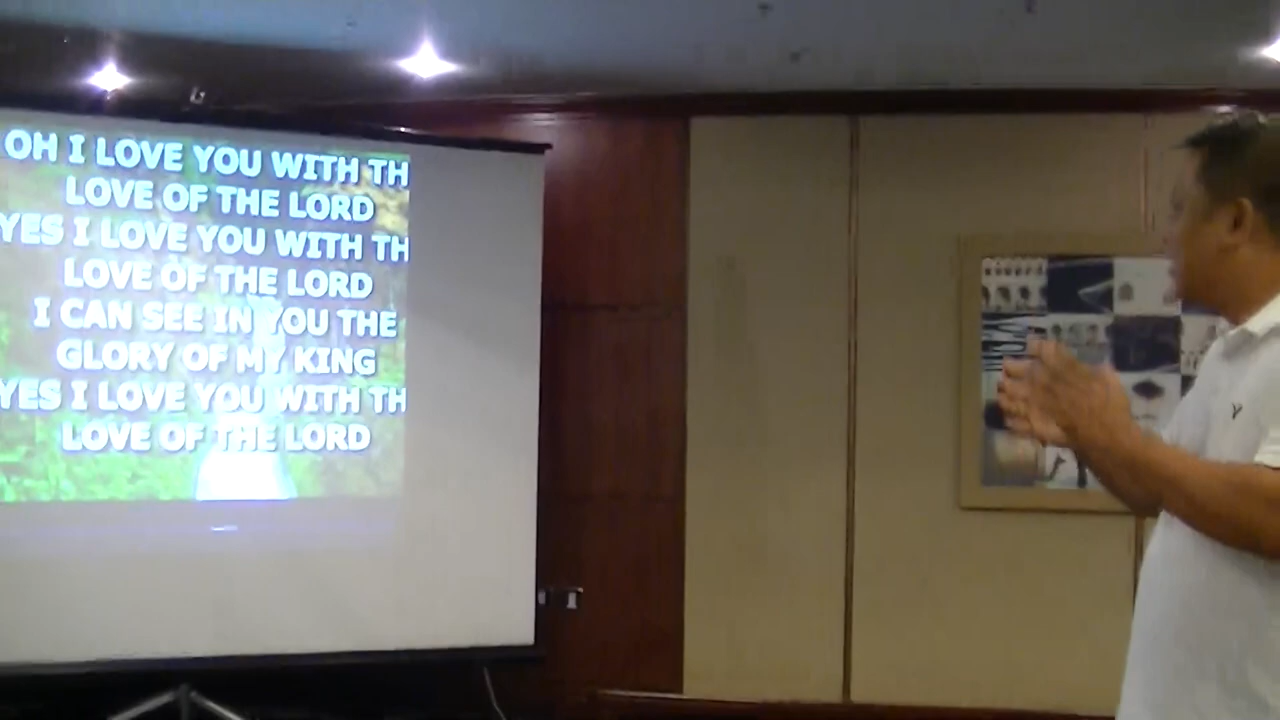 OH I LOVE YOU WITH TH
LOVE OF THE LORD
YES I LOVE YOU WITH TH
LOVE OF THE LORD
I CAN SEE IN YOU THE
GLORY OF MY KING
YES I LOVE YOU WITH TH
LOVE OF THE LORD